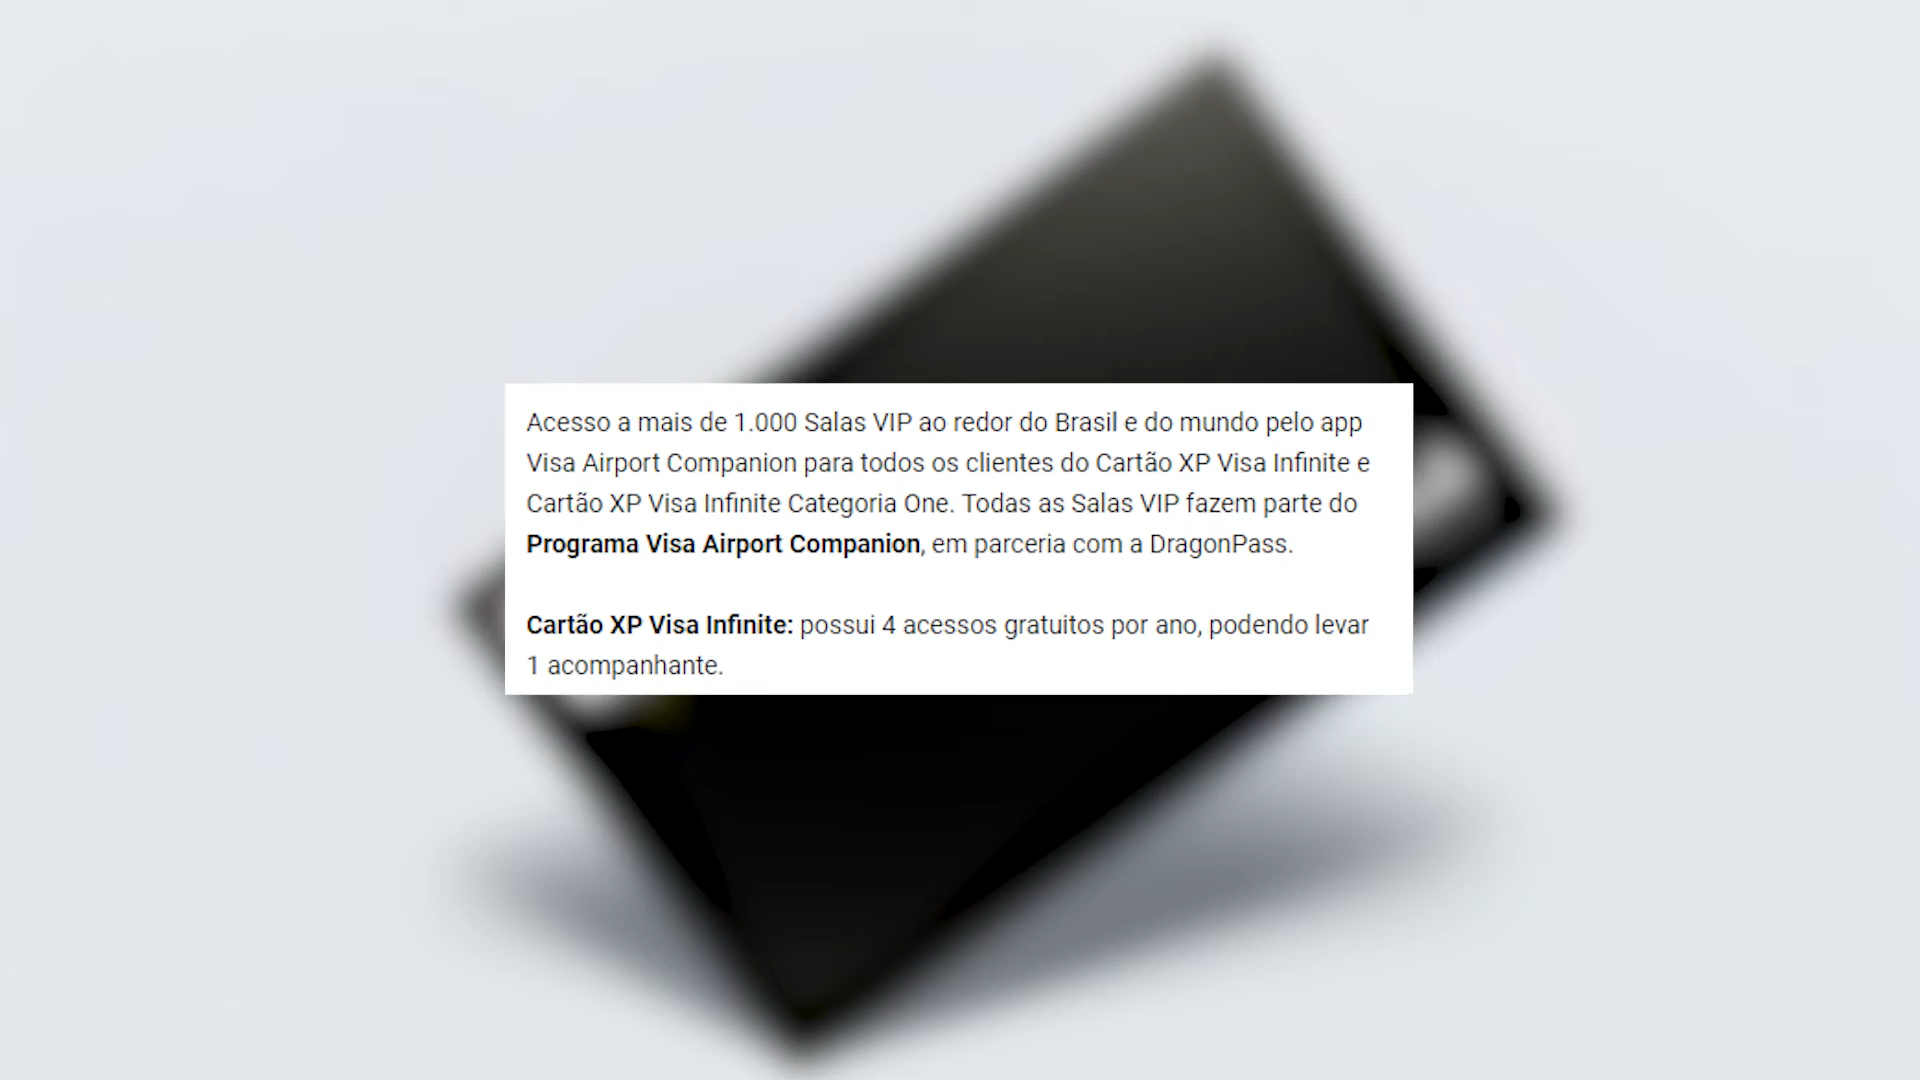 Acesso a mais de 1.000 Salas VIP ao redor do Brasil e do mundo pelo app
Visa Airport Companion para todos os clientes do Cartão XP Visa Infinite e
Cartão XP Visa Infinite Categoria One. Todas as Salas VIP fazem parte do
Programa Visa Airport Companion, em parceria com a DragonPass.
Cartão XP Visa Infinite: possui 4 acessos gratuitos por ano, podendo levar
1 acompanhante.